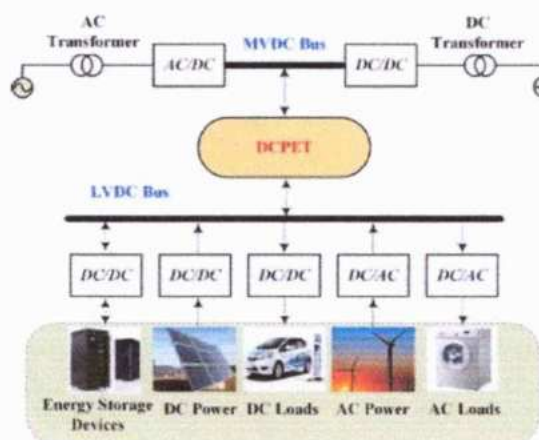 AC
Transformer
MVDC Bus
DC
Transformer
AC/DC
DC/DC
DCPET
LVDC Bus
DC/DC
DC/DC
DC/DC
DC/AC
DC/AC
Energy Storage
Devices
DC Power
DC Loads
AC Power
AC Loads